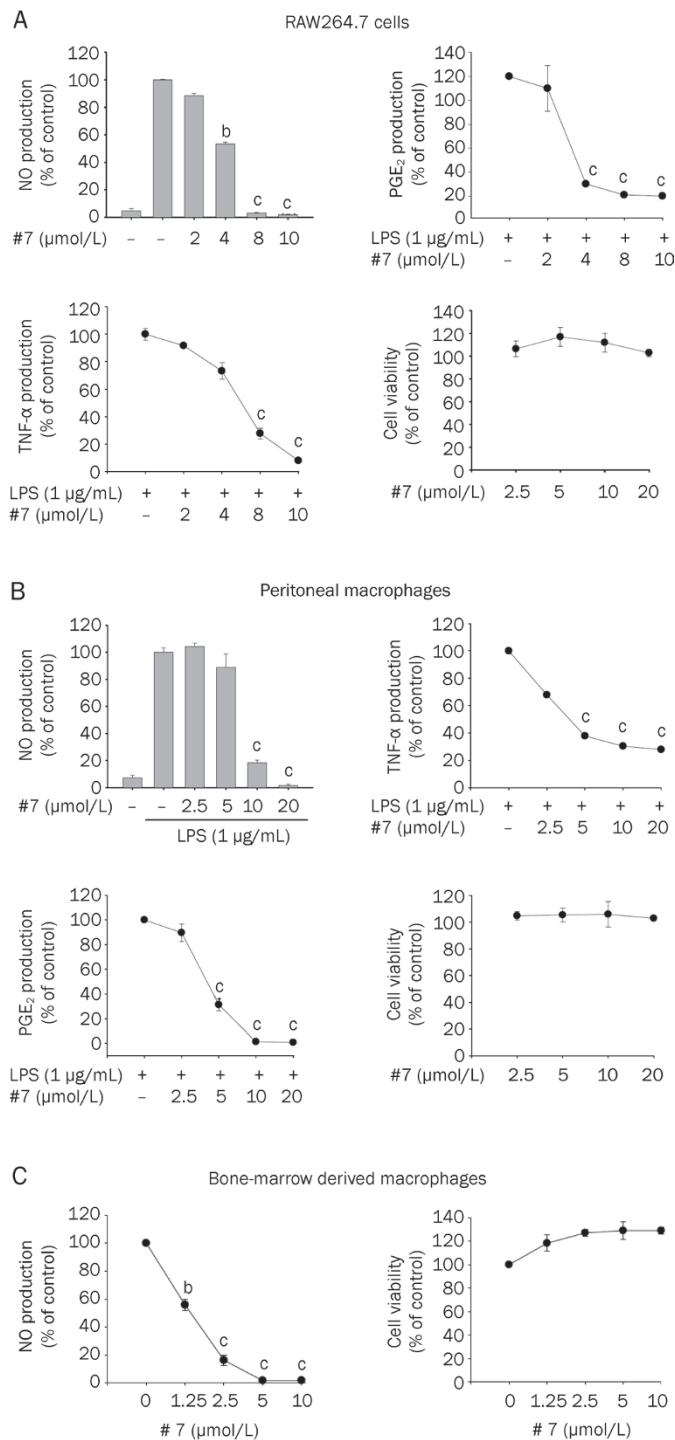 A
RAW264.7 cells
NO production
(% of control)
120
100
80
60
40
20
0
b
c
c
#7 (µmol/L)
– – 2 4 8 10
PGE₂ production
(% of control)
140
120
100
80
60
40
20
0
c
c
c
LPS (1 µg/mL) + + + + +
#7 (µmol/L) – 2 4 8 10
TNF-α production
(% of control)
120
100
80
60
40
20
0
c
c
LPS (1 µg/mL) + + + + +
#7 (µmol/L) – 2 4 8 10
Cell viability
(% of control)
140
120
100
80
60
40
20
0
#7 (µmol/L) 2.5 5 10 20
B
Peritoneal macrophages
NO production
(% of control)
120
100
80
60
40
20
0
c
c
#7 (µmol/L) – – 2.5 5 10 20
LPS (1 µg/mL)
TNF-α production
(% of control)
120
100
80
60
40
20
0
c
c
c
LPS (1 µg/mL) + + + + +
#7 (µmol/L) – 2.5 5 10 20
PGE₂ production
(% of control)
120
100
80
60
40
20
0
c
c
c
LPS (1 µg/mL) + + + + +
#7 (µmol/L) – 2.5 5 10 20
Cell viability
(% of control)
120
100
80
60
40
20
0
#7 (µmol/L) 2.5 5 10 20
C
Bone-marrow derived macrophages
NO production
(% of control)
120
100
80
60
40
20
0
b
c
c
c
0 1.25 2.5 5 10
# 7 (µmol/L)
Cell viability
(% of control)
140
120
100
80
60
40
20
0
0 1.25 2.5 5 10
# 7 (µmol/L)